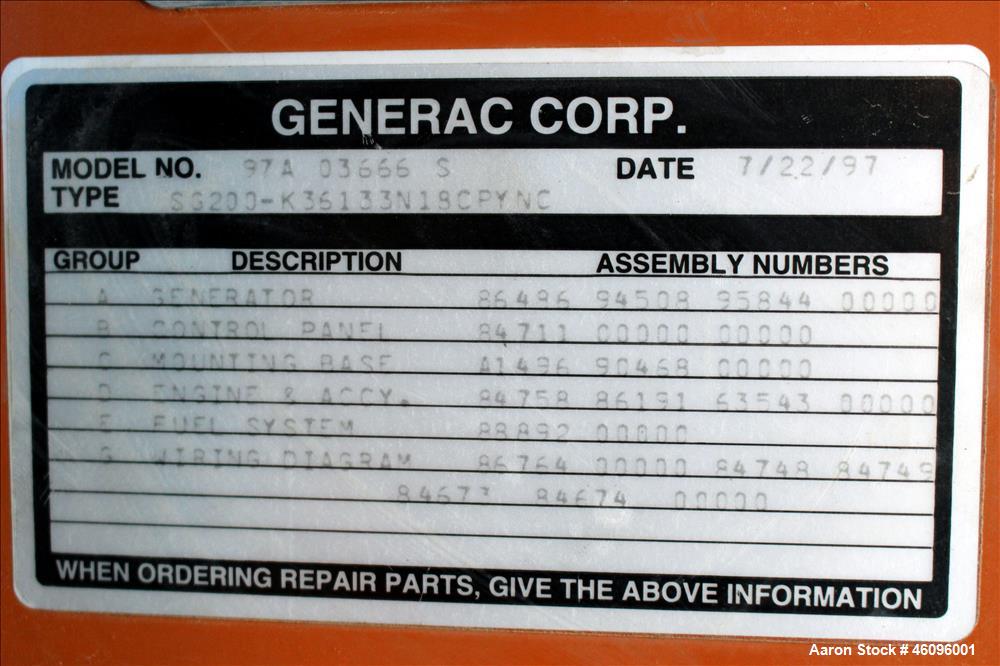 GENERAC CORP.
MODEL NO. 97A 03666 S DATE 7/22/97
TYPE SG200-K36133N18CPYNC
GROUP DESCRIPTION ASSEMBLY NUMBERS
A GENERATOR 86496 94508 95844 00000
B CONTROL PANEL 84711 00000 00000
C MOUNTING BASE A1496 90468 00000
D ENGINE & ACCY. 84758 86191 63543 00000
E FUEL SYSTEM 88892 00000
G WIRING DIAGRAM 86764 00000 84748 84749
84674 00000
WHEN ORDERING REPAIR PARTS, GIVE THE ABOVE INFORMATION
Aaron Stock # 46096001